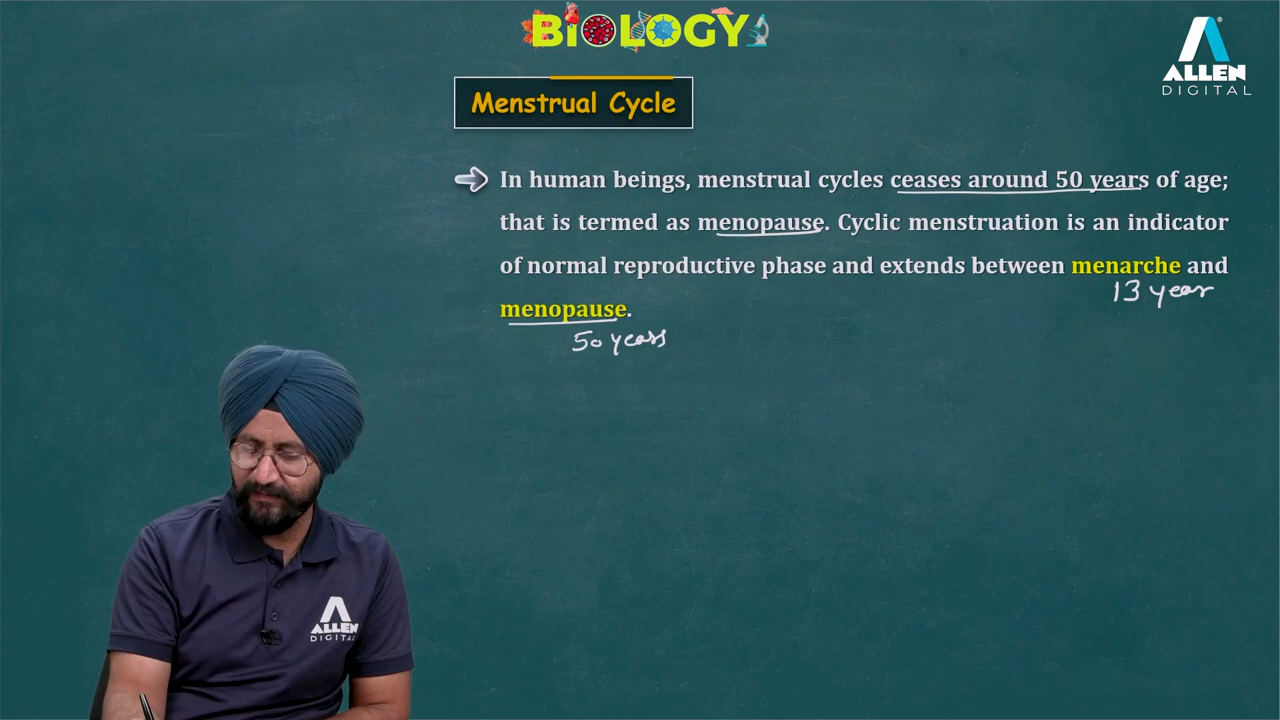 BIOLOGY
ALLEN
DIGITAL
Menstrual Cycle
In human beings, menstrual cycles ceases around 50 years of age;
that is termed as menopause. Cyclic menstruation is an indicator
of normal reproductive phase and extends between menarche and
13 year
menopause.
50 years
ALLEN
DIGITAL